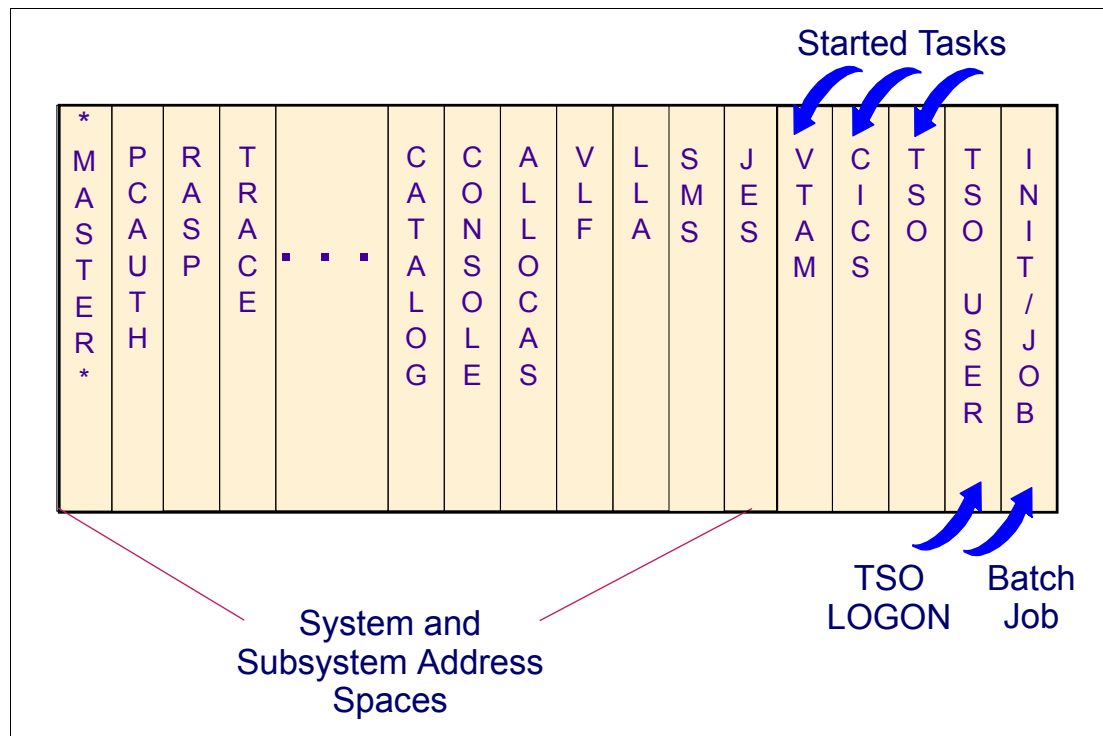 Started Tasks
*MASTER*
PCAUTH
RASP
TRACE
. . .
CATALOG
CONSOLE
ALLOCAS
VLF
LLA
SMS
JES
VTAM
CICS
TSO
TSO USER
INIT/JOB
TSO
LOGON
Batch
Job
System and
Subsystem Address
Spaces